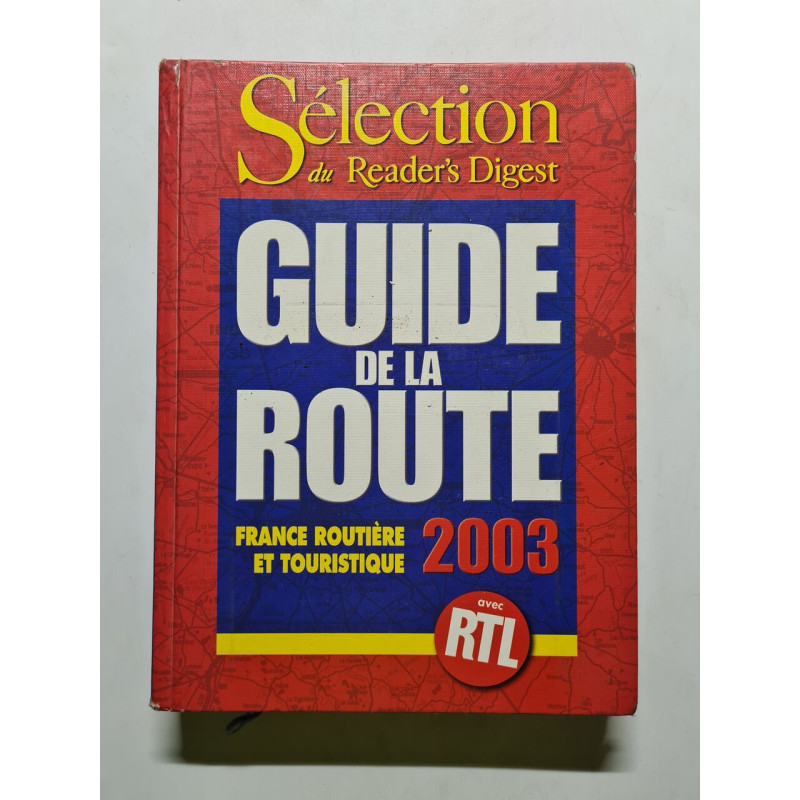 Sélection
du Reader's Digest
GUIDE
DE LA
ROUTE
FRANCE ROUTIÈRE
ET TOURISTIQUE
2003
avec
RTL